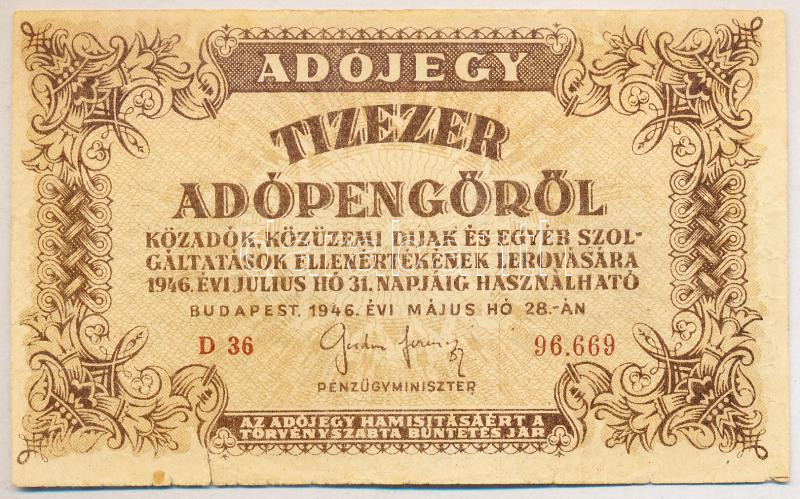 ADÓJEGY
TIZEZER
ADÓPENGŐRŐL
KÖZADÓK, KÖZÜZEMI DIJAK ÉS EGYÉB SZOL-
GÁLTATÁSOK ELLENÉRTÉKÉNEK LEROVÁSÁRA
1946. ÉVI JULIUS HÓ 31. NAPJÁIG HASZNÁLHATÓ
BUDAPEST, 1946. ÉVI MÁJUS HÓ 28.-ÁN
D 36 96.669
PÉNZÜGYMINISZTER
AZ ADÓJEGY HAMISITÁSÁÉRT A
TÖRVÉNYSZABTA BÜNTETÉS JÁR